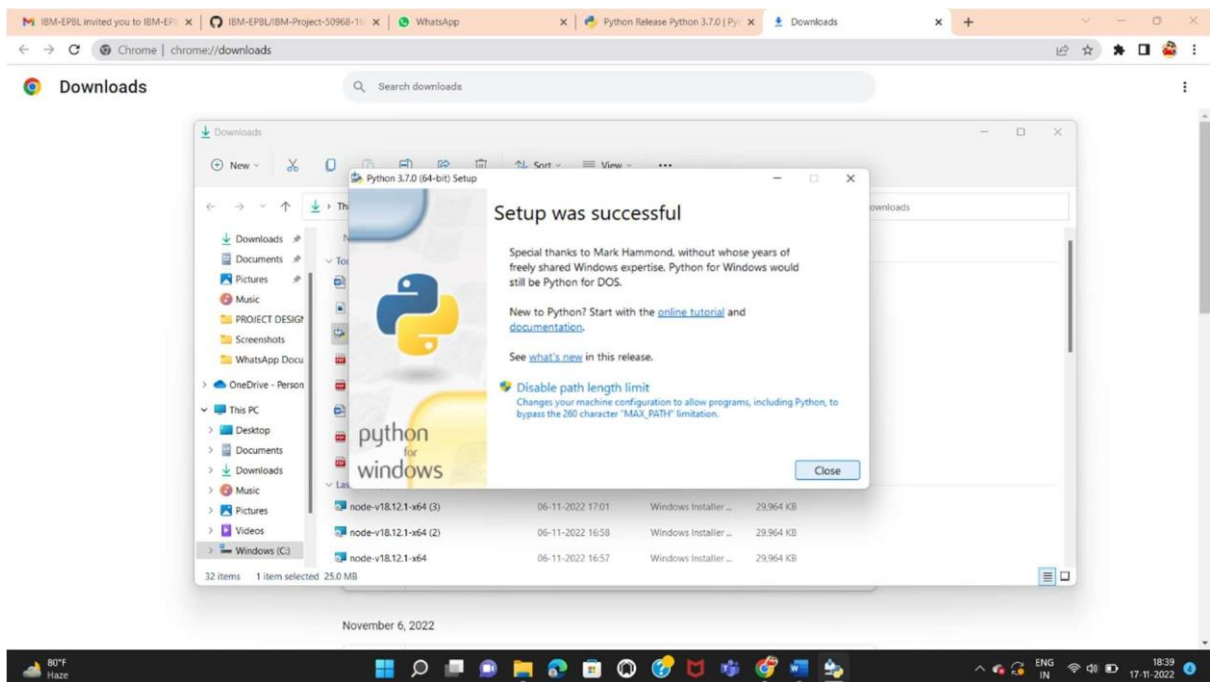 IBM-EPBL invited you to IBM-EPB
IBM-EPBL/IBM-Project-50968-16
WhatsApp
Python Release Python 3.7.0 | Pyt
Downloads
Chrome | chrome://downloads
Downloads
Search downloads
Downloads
New
Sort
View
Python 3.7.0 (64-bit) Setup
Th
ownloads
Setup was successful
Special thanks to Mark Hammond, without whose years of
freely shared Windows expertise, Python for Windows would
still be Python for DOS.
New to Python? Start with the online tutorial and
documentation.
See what's new in this release.
Disable path length limit
Changes your machine configuration to allow programs, including Python, to
bypass the 260 character "MAX_PATH" limitation.
python
for
windows
Close
Downloads
Documents
Pictures
Music
PROJECT DESIGN
Screenshots
WhatsApp Docu
OneDrive - Person
This PC
Desktop
Documents
Downloads
Music
Pictures
Videos
Windows (C:)
N
Tod
Las
node-v18.12.1-x64 (3) 06-11-2022 17:01 Windows Installer ... 29,964 KB
node-v18.12.1-x64 (2) 06-11-2022 16:58 Windows Installer ... 29,964 KB
node-v18.12.1-x64 06-11-2022 16:57 Windows Installer ... 29,964 KB
32 items 1 item selected 25.0 MB
November 6, 2022
80°F
Haze
ENG
IN
18:39
17-11-2022
4